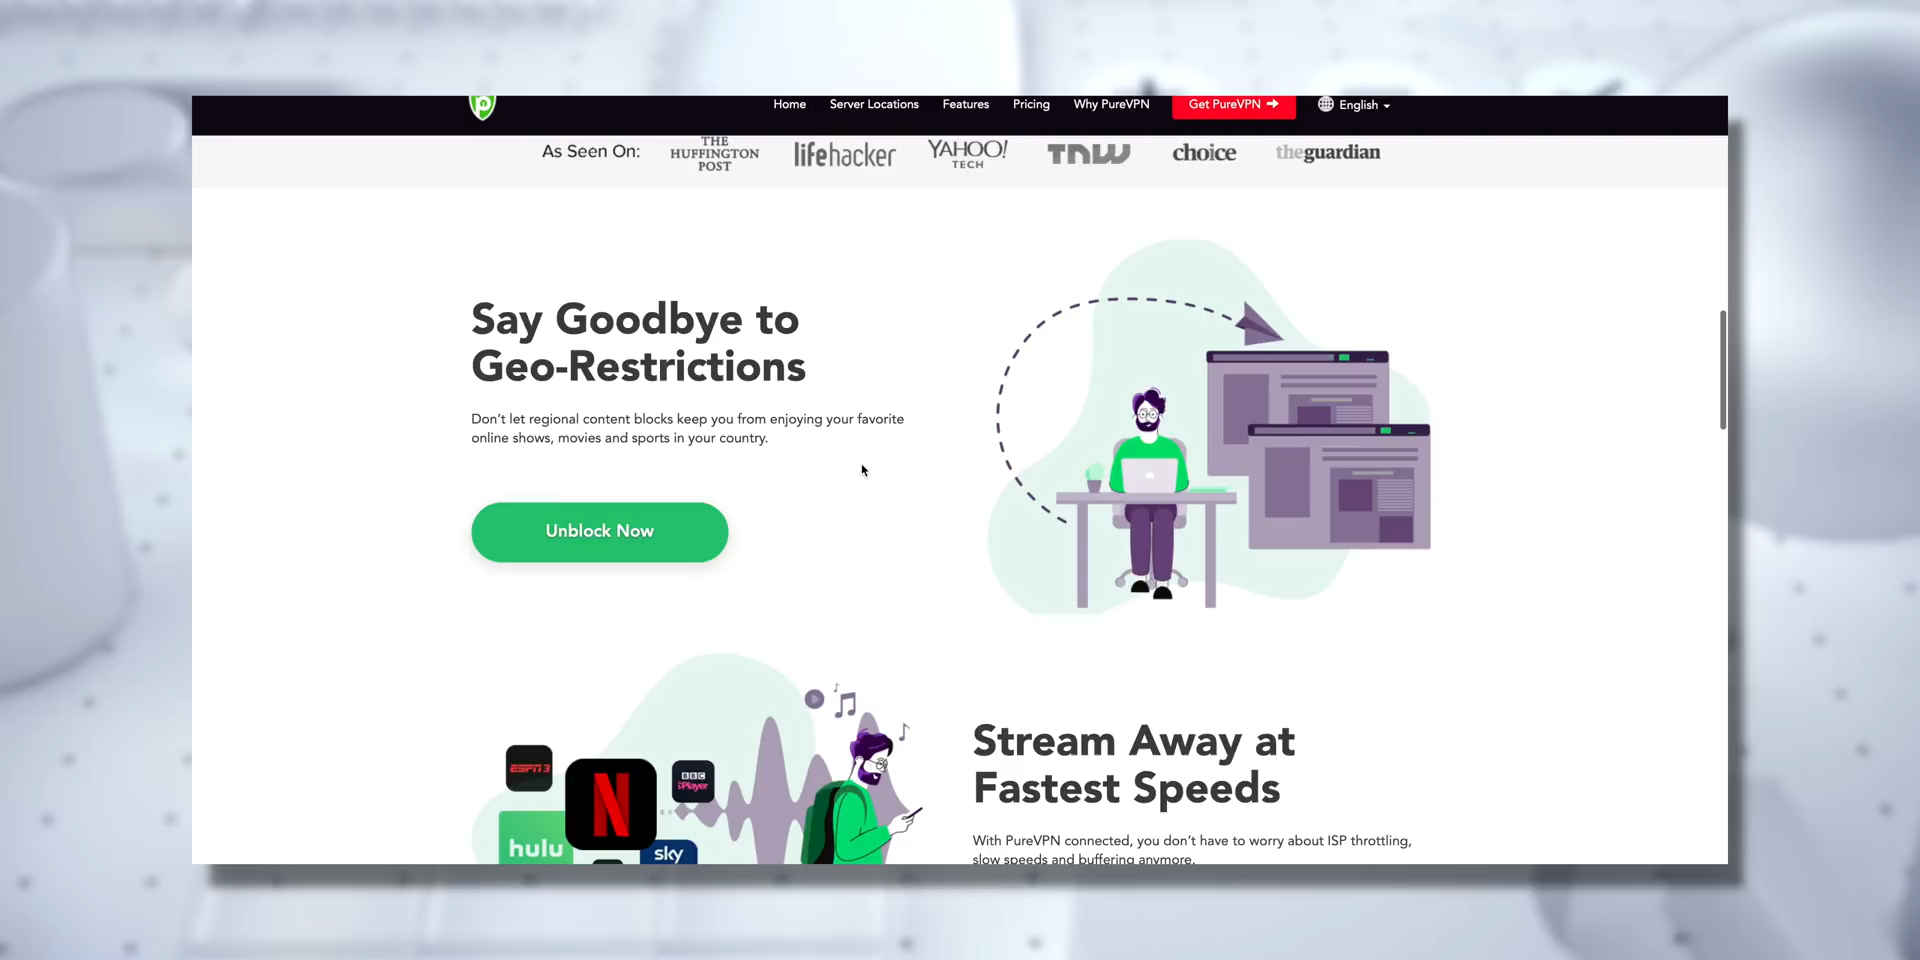 Home Server Locations Features Pricing Why PureVPN Get PureVPN English
As Seen On: THE HUFFINGTON POST lifehacker YAHOO! TECH TNW choice theguardian
Say Goodbye to
Geo-Restrictions
Don't let regional content blocks keep you from enjoying your favorite
online shows, movies and sports in your country.
Unblock Now
ESPN3
N
BBC
iPlayer
hulu
sky
Stream Away at
Fastest Speeds
With PureVPN connected, you don't have to worry about ISP throttling,
slow speeds and buffering anymore.